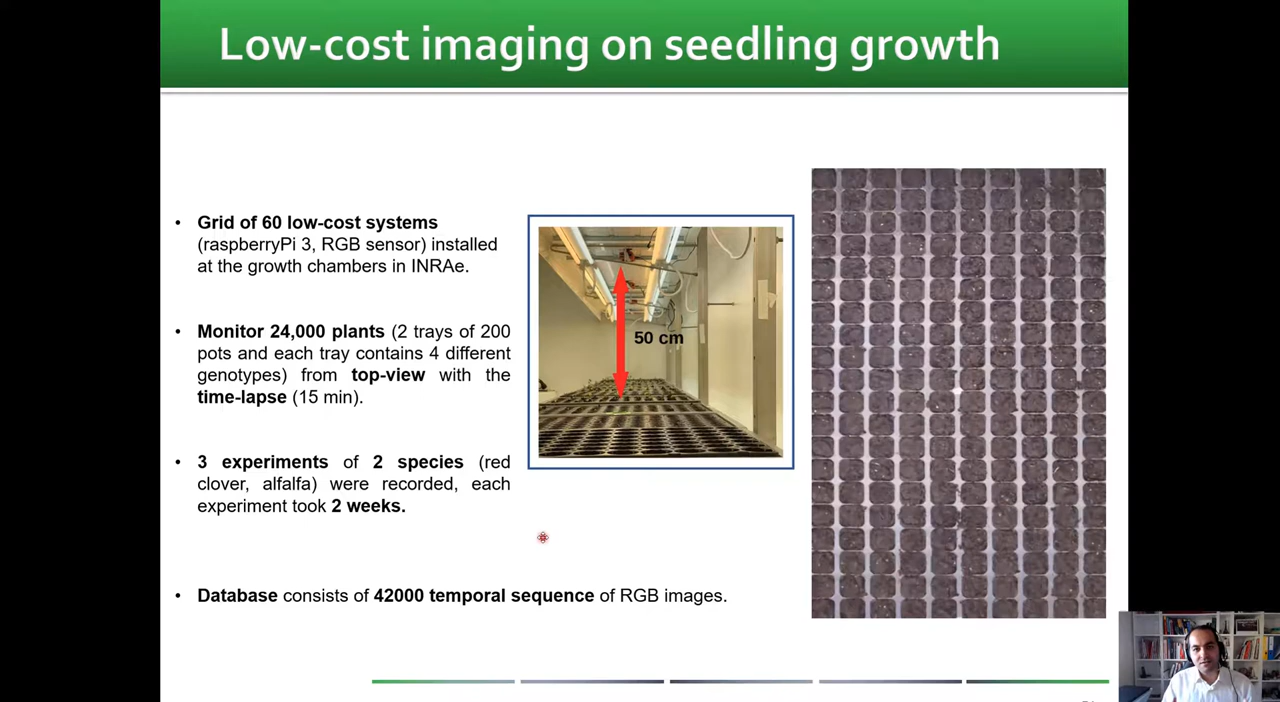 Low-cost imaging on seedling growth
• Grid of 60 low-cost systems
(raspberryPi 3, RGB sensor) installed
at the growth chambers in INRAe.
• Monitor 24,000 plants (2 trays of 200
pots and each tray contains 4 different
genotypes) from top-view with the
time-lapse (15 min).
• 3 experiments of 2 species (red
clover, alfalfa) were recorded, each
experiment took 2 weeks.
• Database consists of 42000 temporal sequence of RGB images.
50 cm